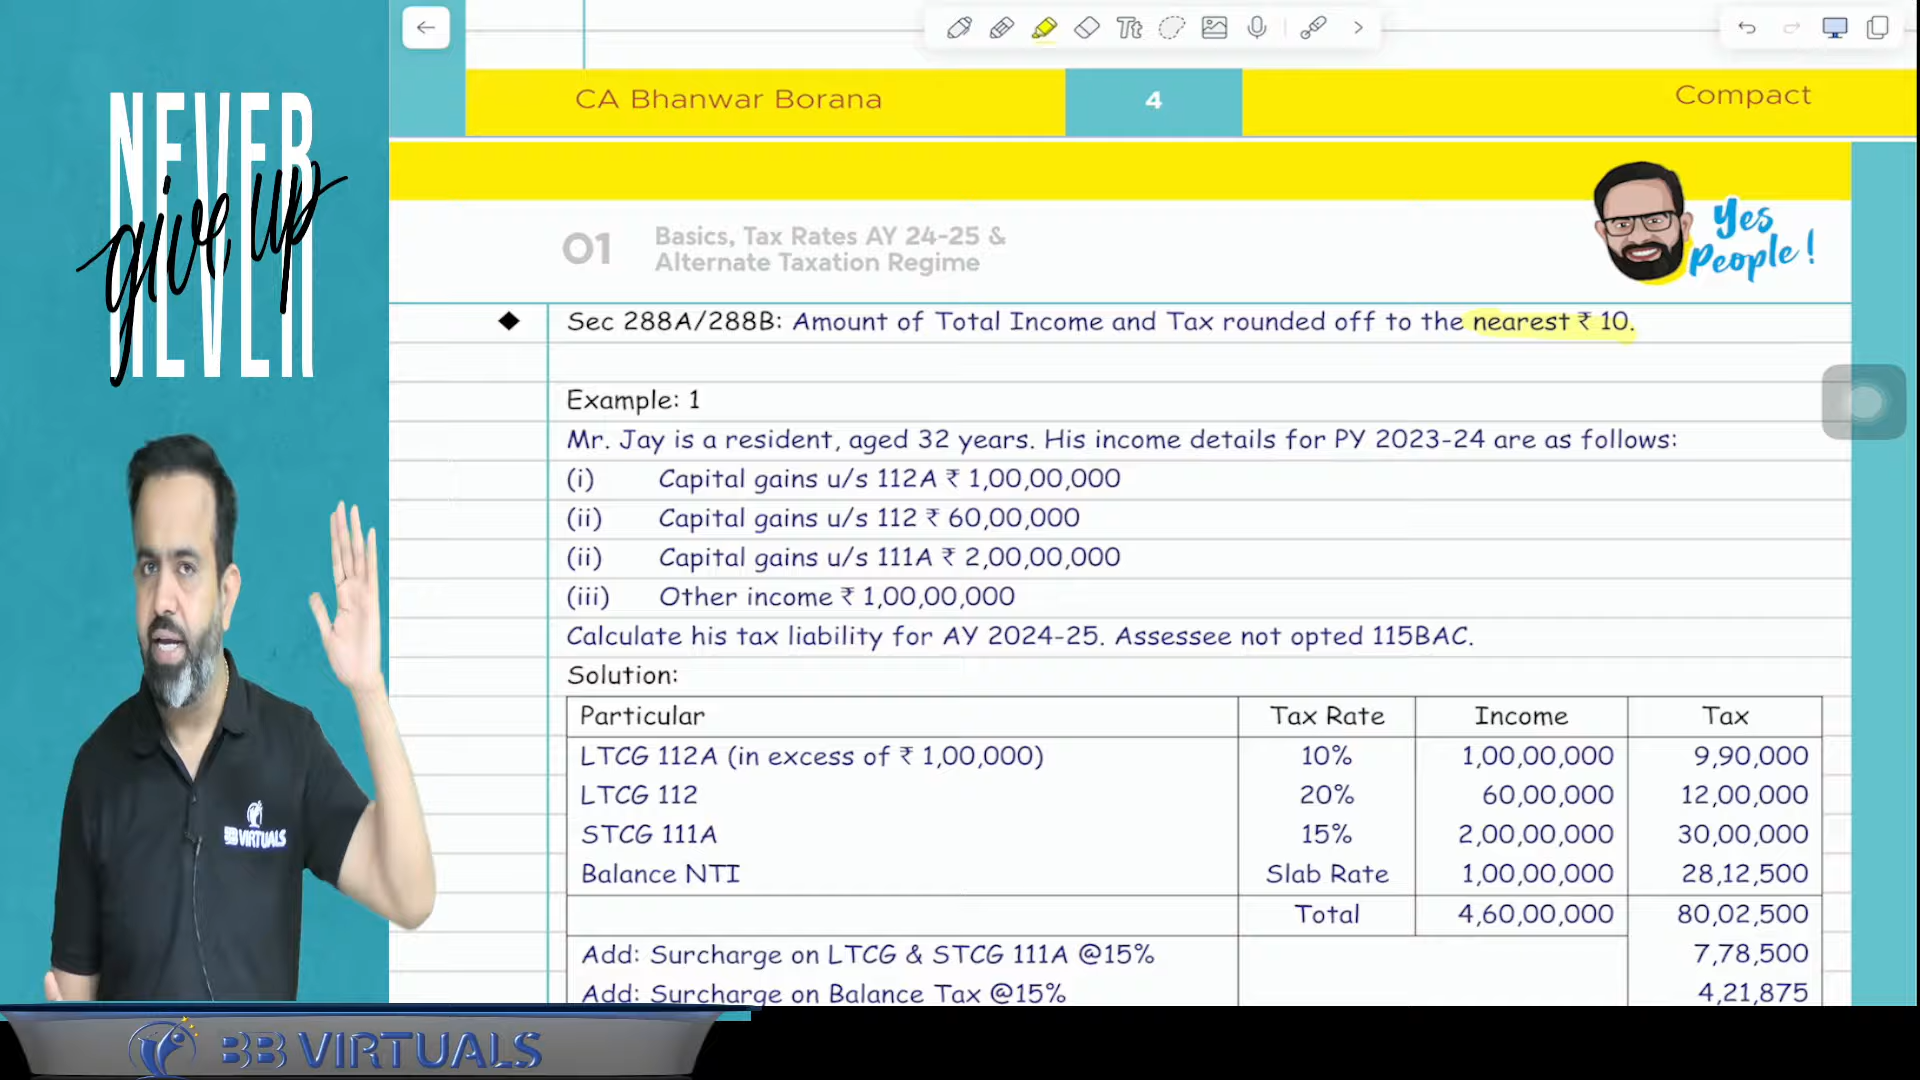 NEVER
give up
NEVER
CA Bhanwar Borana
4
Compact
01
Basics, Tax Rates AY 24-25 &
Alternate Taxation Regime
Yes
People !
◆ Sec 288A/288B: Amount of Total Income and Tax rounded off to the nearest ₹ 10.
Example: 1
Mr. Jay is a resident, aged 32 years. His income details for PY 2023-24 are as follows:
(i) Capital gains u/s 112A ₹ 1,00,00,000
(ii) Capital gains u/s 112 ₹ 60,00,000
(ii) Capital gains u/s 111A ₹ 2,00,00,000
(iii) Other income ₹ 1,00,00,000
Calculate his tax liability for AY 2024-25. Assessee not opted 115BAC.
Solution:
Particular Tax Rate Income Tax
LTCG 112A (in excess of ₹ 1,00,000) 10% 1,00,00,000 9,90,000
LTCG 112 20% 60,00,000 12,00,000
STCG 111A 15% 2,00,00,000 30,00,000
Balance NTI Slab Rate 1,00,00,000 28,12,500
Total 4,60,00,000 80,02,500
Add: Surcharge on LTCG & STCG 111A @15% 7,78,500
Add: Surcharge on Balance Tax @15% 4,21,875
BB VIRTUALS
BB VIRTUALS